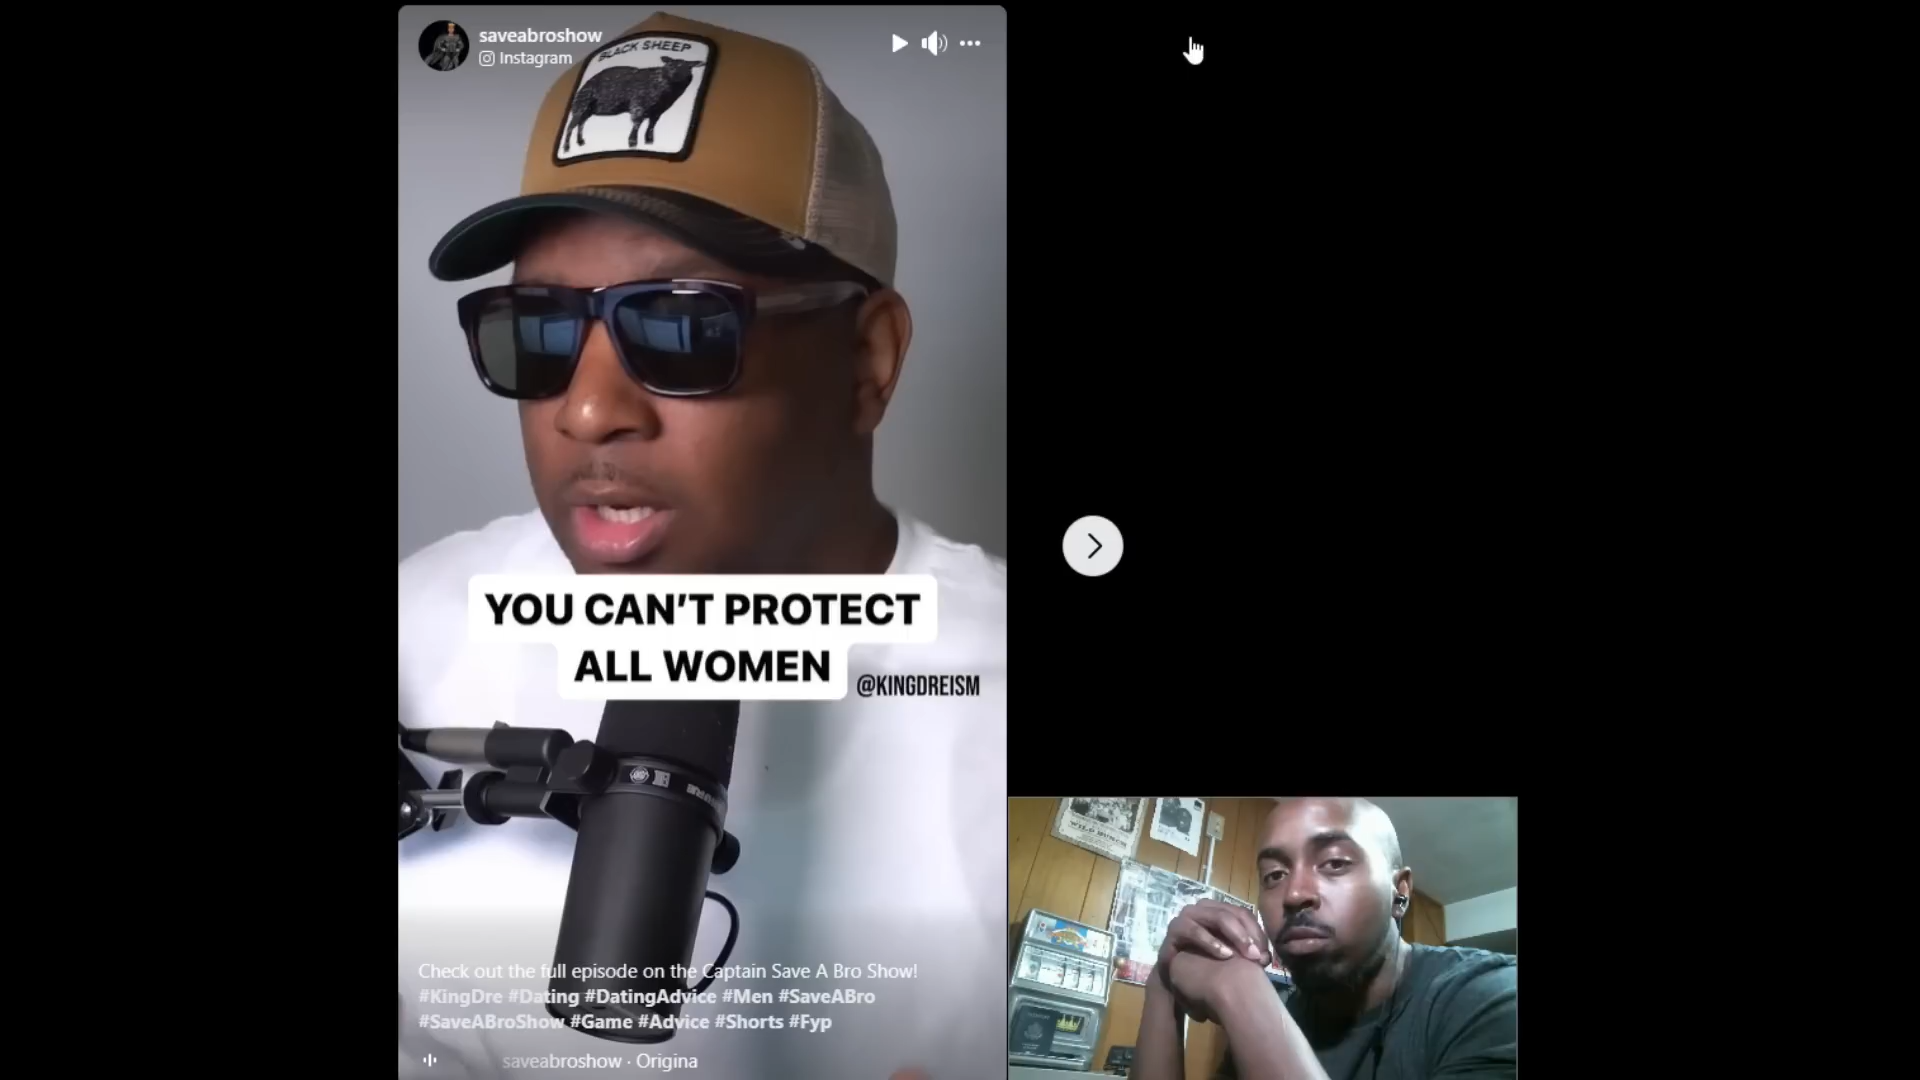 saveabroshow
Instagram
BLACK SHEEP
YOU CAN'T PROTECT
ALL WOMEN
@KINGDREISM
Check out the full episode on the Captain Save A Bro Show!
#KingDre #Dating #DatingAdvice #Men #SaveABro
#SaveABroShow #Game #Advice #Shorts #Fyp
saveabroshow · Origina